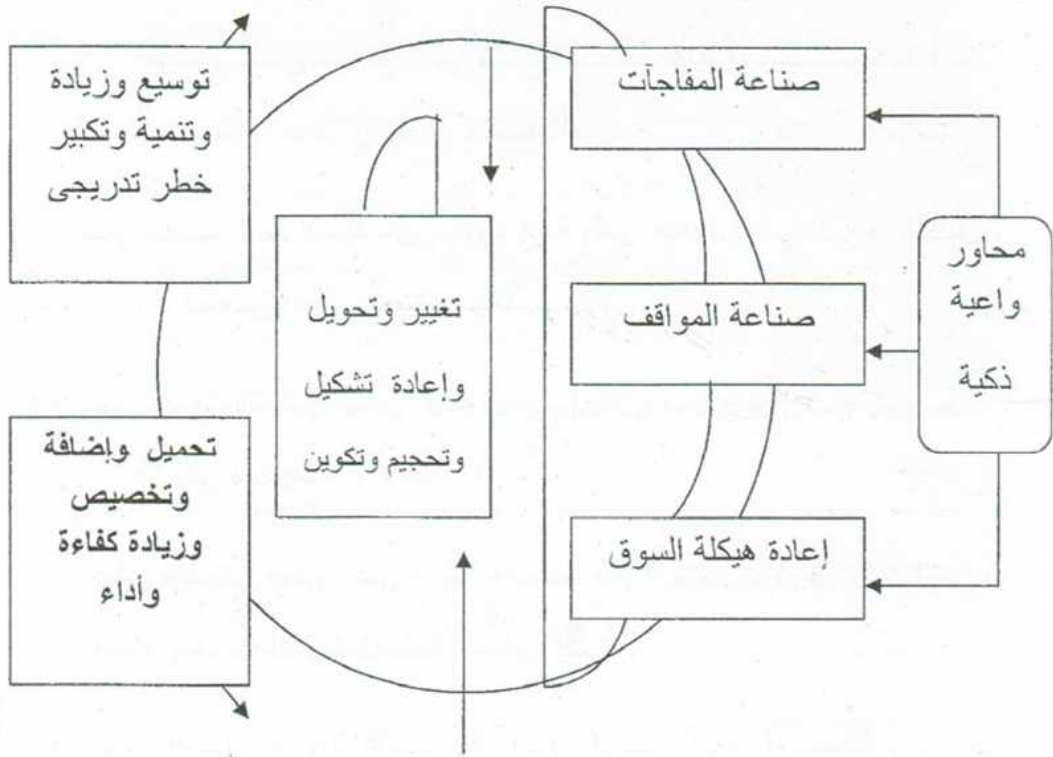 محاور
واعية
ذكية
صناعة المفاجآت
صناعة المواقف
إعادة هيكلة السوق
تغيير وتحويل
وإعادة تشكيل
وتحجيم وتكوين
توسيع وزيادة
وتنمية وتكبير
خطر تدريجى
تحميل وإضافة
وتخصيص
وزيادة كفاءة
وأداء